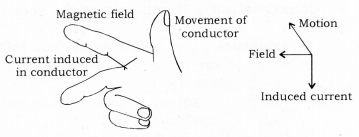 Magnetic field
Movement of
conductor
Current induced
in conductor
Motion
Field
Induced current